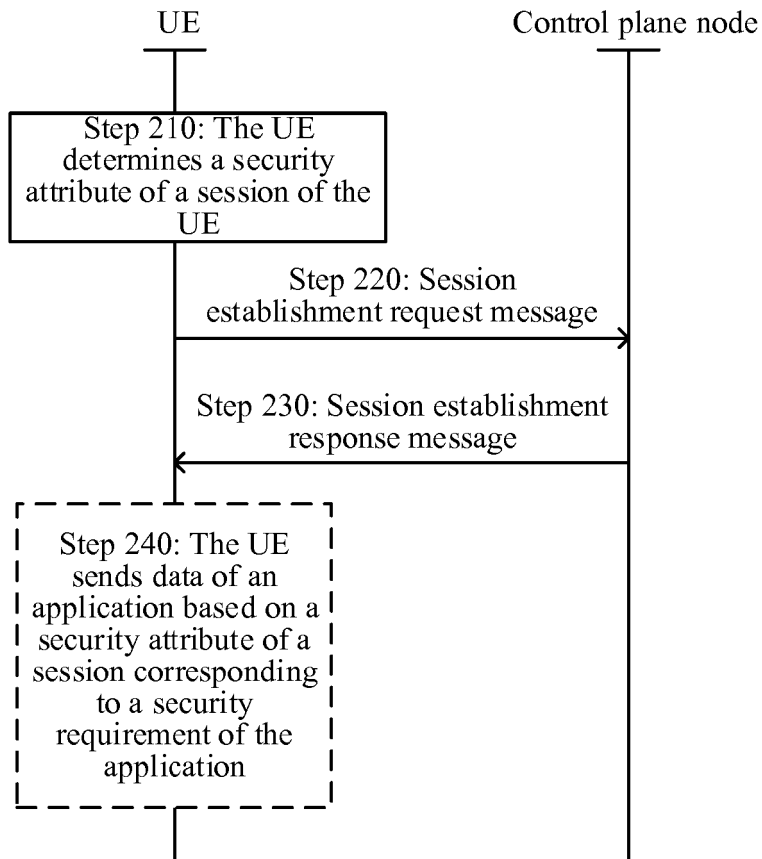 UE
Control plane node
Step 210: The UE
determines a security
attribute of a session of the
UE
Step 220: Session
establishment request message
Step 230: Session establishment
response message
Step 240: The UE
sends data of an
application based on a
security attribute of a
session corresponding
to a security
requirement of the
application